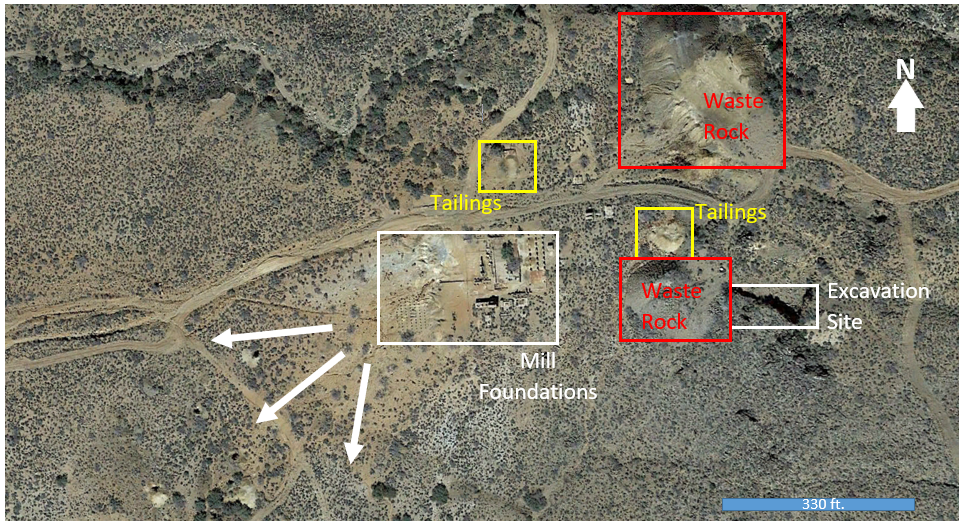 N
Waste
Rock
Tailings
Tailings
Waste
Rock
Excavation
Site
Mill
Foundations
330 ft.